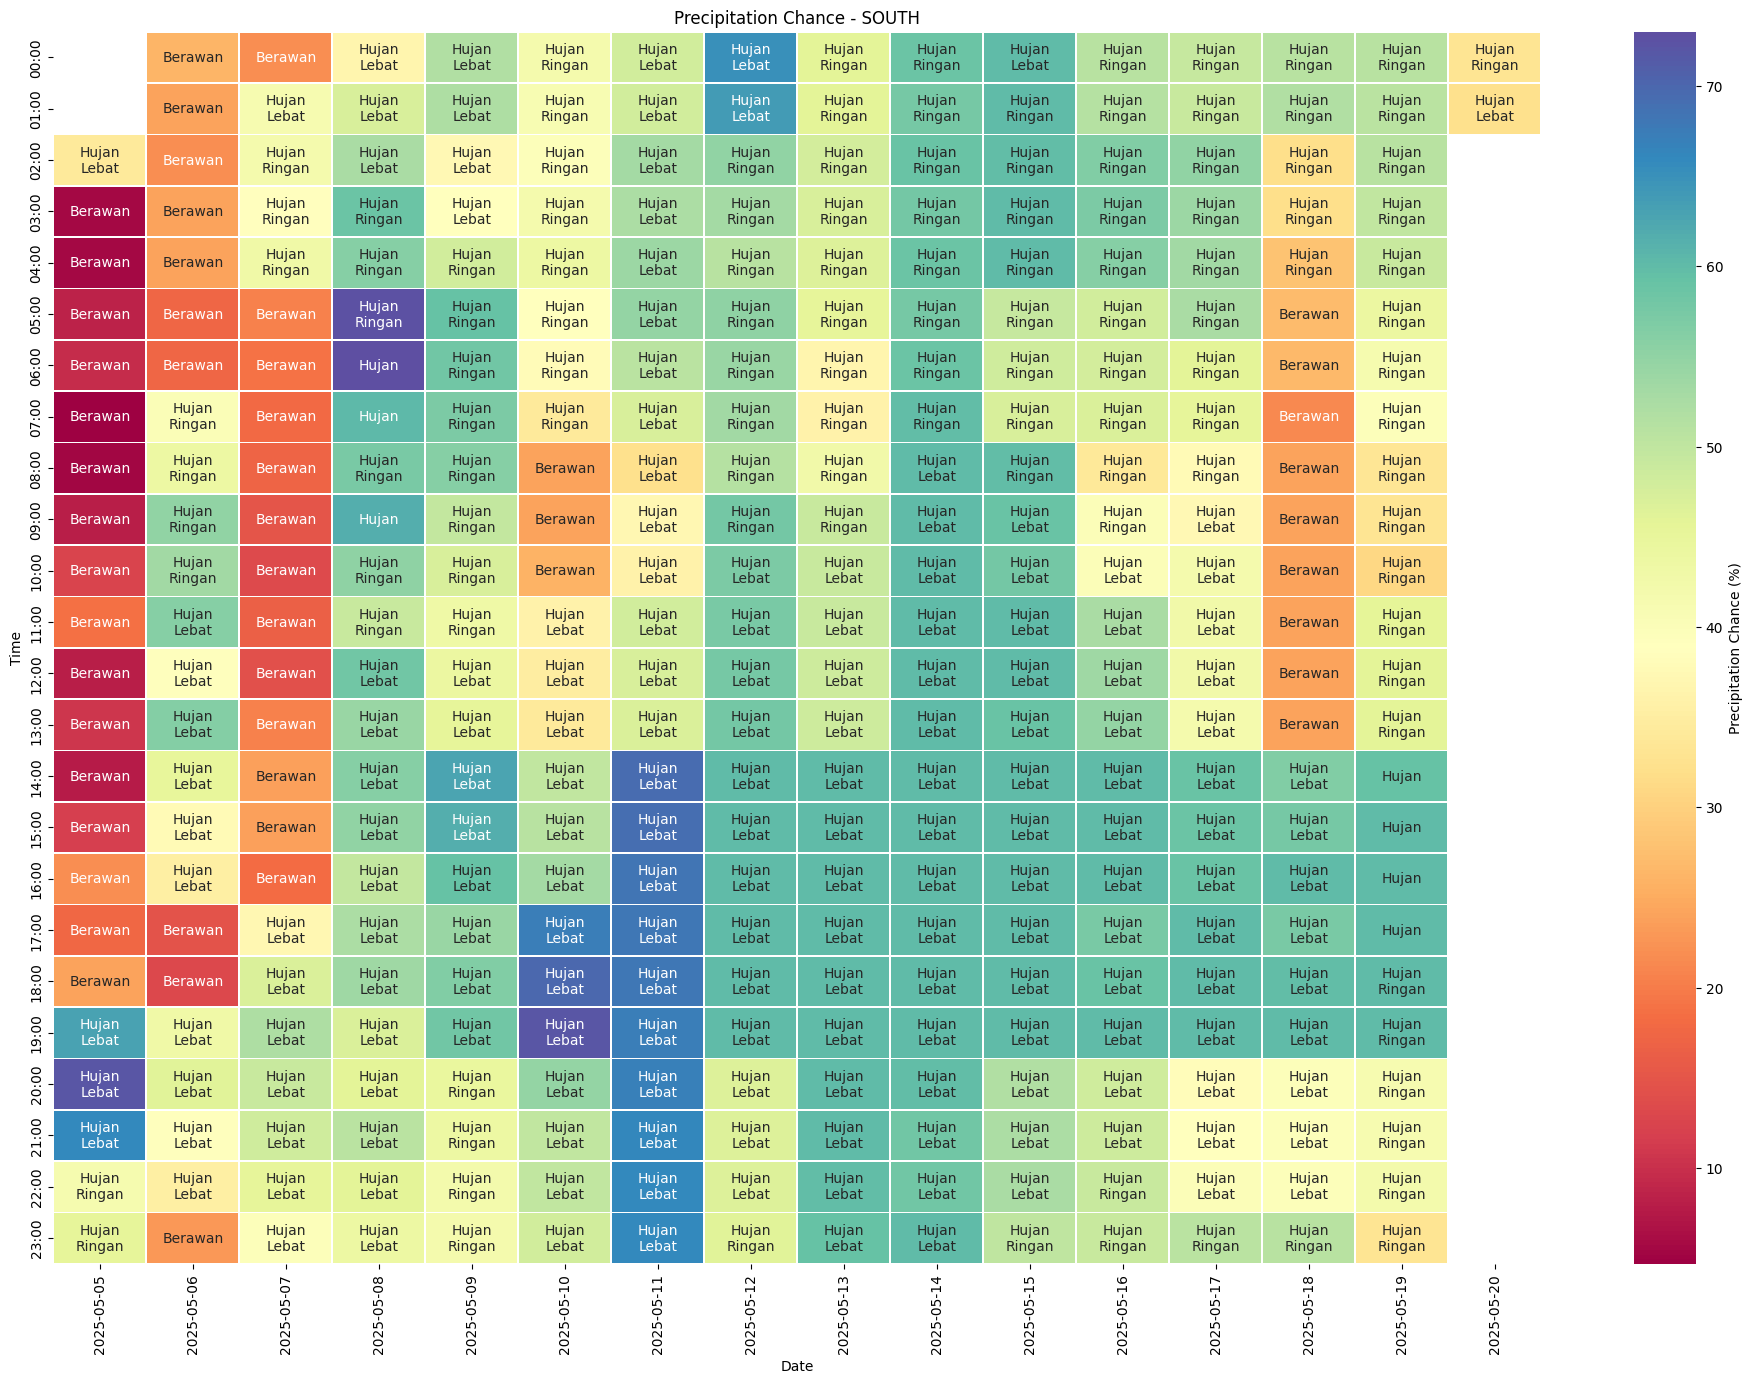 Precipitation Chance - SOUTH
00:00 Berawan Berawan Hujan Lebat Hujan Lebat Hujan Ringan Hujan Lebat Hujan Lebat Hujan Ringan Hujan Ringan Hujan Lebat Hujan Ringan Hujan Ringan Hujan Ringan Hujan Ringan Hujan Ringan
01:00 Berawan Hujan Lebat Hujan Lebat Hujan Lebat Hujan Ringan Hujan Lebat Hujan Lebat Hujan Ringan Hujan Ringan Hujan Ringan Hujan Ringan Hujan Ringan Hujan Ringan Hujan Ringan Hujan Lebat
02:00 Hujan Lebat Berawan Hujan Ringan Hujan Lebat Hujan Lebat Hujan Ringan Hujan Lebat Hujan Ringan Hujan Ringan Hujan Ringan Hujan Ringan Hujan Ringan Hujan Ringan Hujan Ringan Hujan Ringan
03:00 Berawan Berawan Hujan Ringan Hujan Ringan Hujan Lebat Hujan Ringan Hujan Lebat Hujan Ringan Hujan Ringan Hujan Ringan Hujan Ringan Hujan Ringan Hujan Ringan Hujan Ringan Hujan Ringan
04:00 Berawan Berawan Hujan Ringan Hujan Ringan Hujan Ringan Hujan Ringan Hujan Lebat Hujan Ringan Hujan Ringan Hujan Ringan Hujan Ringan Hujan Ringan Hujan Ringan Hujan Ringan Hujan Ringan
05:00 Berawan Berawan Berawan Hujan Ringan Hujan Ringan Hujan Ringan Hujan Lebat Hujan Ringan Hujan Ringan Hujan Ringan Hujan Ringan Hujan Ringan Hujan Ringan Berawan Hujan Ringan
06:00 Berawan Berawan Berawan Hujan Hujan Ringan Hujan Ringan Hujan Lebat Hujan Ringan Hujan Ringan Hujan Ringan Hujan Ringan Hujan Ringan Hujan Ringan Berawan Hujan Ringan
07:00 Berawan Hujan Ringan Berawan Hujan Hujan Ringan Hujan Ringan Hujan Lebat Hujan Ringan Hujan Ringan Hujan Ringan Hujan Ringan Hujan Ringan Hujan Ringan Berawan Hujan Ringan
08:00 Berawan Hujan Ringan Berawan Hujan Ringan Hujan Ringan Berawan Hujan Lebat Hujan Ringan Hujan Ringan Hujan Lebat Hujan Ringan Hujan Ringan Hujan Ringan Berawan Hujan Ringan
09:00 Berawan Hujan Ringan Berawan Hujan Hujan Ringan Berawan Hujan Lebat Hujan Ringan Hujan Ringan Hujan Lebat Hujan Lebat Hujan Ringan Hujan Lebat Berawan Hujan Ringan
10:00 Berawan Hujan Ringan Berawan Hujan Ringan Hujan Ringan Berawan Hujan Lebat Hujan Lebat Hujan Lebat Hujan Lebat Hujan Lebat Hujan Lebat Hujan Lebat Berawan Hujan Ringan
11:00 Berawan Hujan Lebat Berawan Hujan Ringan Hujan Ringan Hujan Lebat Hujan Lebat Hujan Lebat Hujan Lebat Hujan Lebat Hujan Lebat Hujan Lebat Hujan Lebat Berawan Hujan Ringan
12:00 Berawan Hujan Lebat Berawan Hujan Lebat Hujan Lebat Hujan Lebat Hujan Lebat Hujan Lebat Hujan Lebat Hujan Lebat Hujan Lebat Hujan Lebat Hujan Lebat Berawan Hujan Ringan
13:00 Berawan Hujan Lebat Berawan Hujan Lebat Hujan Lebat Hujan Lebat Hujan Lebat Hujan Lebat Hujan Lebat Hujan Lebat Hujan Lebat Hujan Lebat Hujan Lebat Berawan Hujan Ringan
14:00 Berawan Hujan Lebat Berawan Hujan Lebat Hujan Lebat Hujan Lebat Hujan Lebat Hujan Lebat Hujan Lebat Hujan Lebat Hujan Lebat Hujan Lebat Hujan Lebat Hujan Lebat Hujan
15:00 Berawan Hujan Lebat Berawan Hujan Lebat Hujan Lebat Hujan Lebat Hujan Lebat Hujan Lebat Hujan Lebat Hujan Lebat Hujan Lebat Hujan Lebat Hujan Lebat Hujan Lebat Hujan
16:00 Berawan Hujan Lebat Berawan Hujan Lebat Hujan Lebat Hujan Lebat Hujan Lebat Hujan Lebat Hujan Lebat Hujan Lebat Hujan Lebat Hujan Lebat Hujan Lebat Hujan Lebat Hujan
17:00 Berawan Berawan Hujan Lebat Hujan Lebat Hujan Lebat Hujan Lebat Hujan Lebat Hujan Lebat Hujan Lebat Hujan Lebat Hujan Lebat Hujan Lebat Hujan Lebat Hujan Lebat Hujan
18:00 Berawan Berawan Hujan Lebat Hujan Lebat Hujan Lebat Hujan Lebat Hujan Lebat Hujan Lebat Hujan Lebat Hujan Lebat Hujan Lebat Hujan Lebat Hujan Lebat Hujan Lebat Hujan Ringan
19:00 Hujan Lebat Hujan Lebat Hujan Lebat Hujan Lebat Hujan Lebat Hujan Lebat Hujan Lebat Hujan Lebat Hujan Lebat Hujan Lebat Hujan Lebat Hujan Lebat Hujan Lebat Hujan Lebat Hujan Ringan
20:00 Hujan Lebat Hujan Lebat Hujan Lebat Hujan Lebat Hujan Ringan Hujan Lebat Hujan Lebat Hujan Lebat Hujan Lebat Hujan Lebat Hujan Lebat Hujan Lebat Hujan Lebat Hujan Lebat Hujan Ringan
21:00 Hujan Lebat Hujan Lebat Hujan Lebat Hujan Lebat Hujan Ringan Hujan Lebat Hujan Lebat Hujan Lebat Hujan Lebat Hujan Lebat Hujan Lebat Hujan Lebat Hujan Lebat Hujan Lebat Hujan Ringan
22:00 Hujan Ringan Hujan Lebat Hujan Lebat Hujan Lebat Hujan Ringan Hujan Lebat Hujan Lebat Hujan Lebat Hujan Lebat Hujan Lebat Hujan Lebat Hujan Ringan Hujan Lebat Hujan Lebat Hujan Ringan
23:00 Hujan Ringan Berawan Hujan Lebat Hujan Lebat Hujan Ringan Hujan Lebat Hujan Lebat Hujan Ringan Hujan Lebat Hujan Lebat Hujan Ringan Hujan Ringan Hujan Ringan Hujan Ringan Hujan Ringan
Time
2025-05-05 2025-05-06 2025-05-07 2025-05-08 2025-05-09 2025-05-10 2025-05-11 2025-05-12 2025-05-13 2025-05-14 2025-05-15 2025-05-16 2025-05-17 2025-05-18 2025-05-19 2025-05-20
Date
70
60
50
40
30
20
10
Precipitation Chance (%)